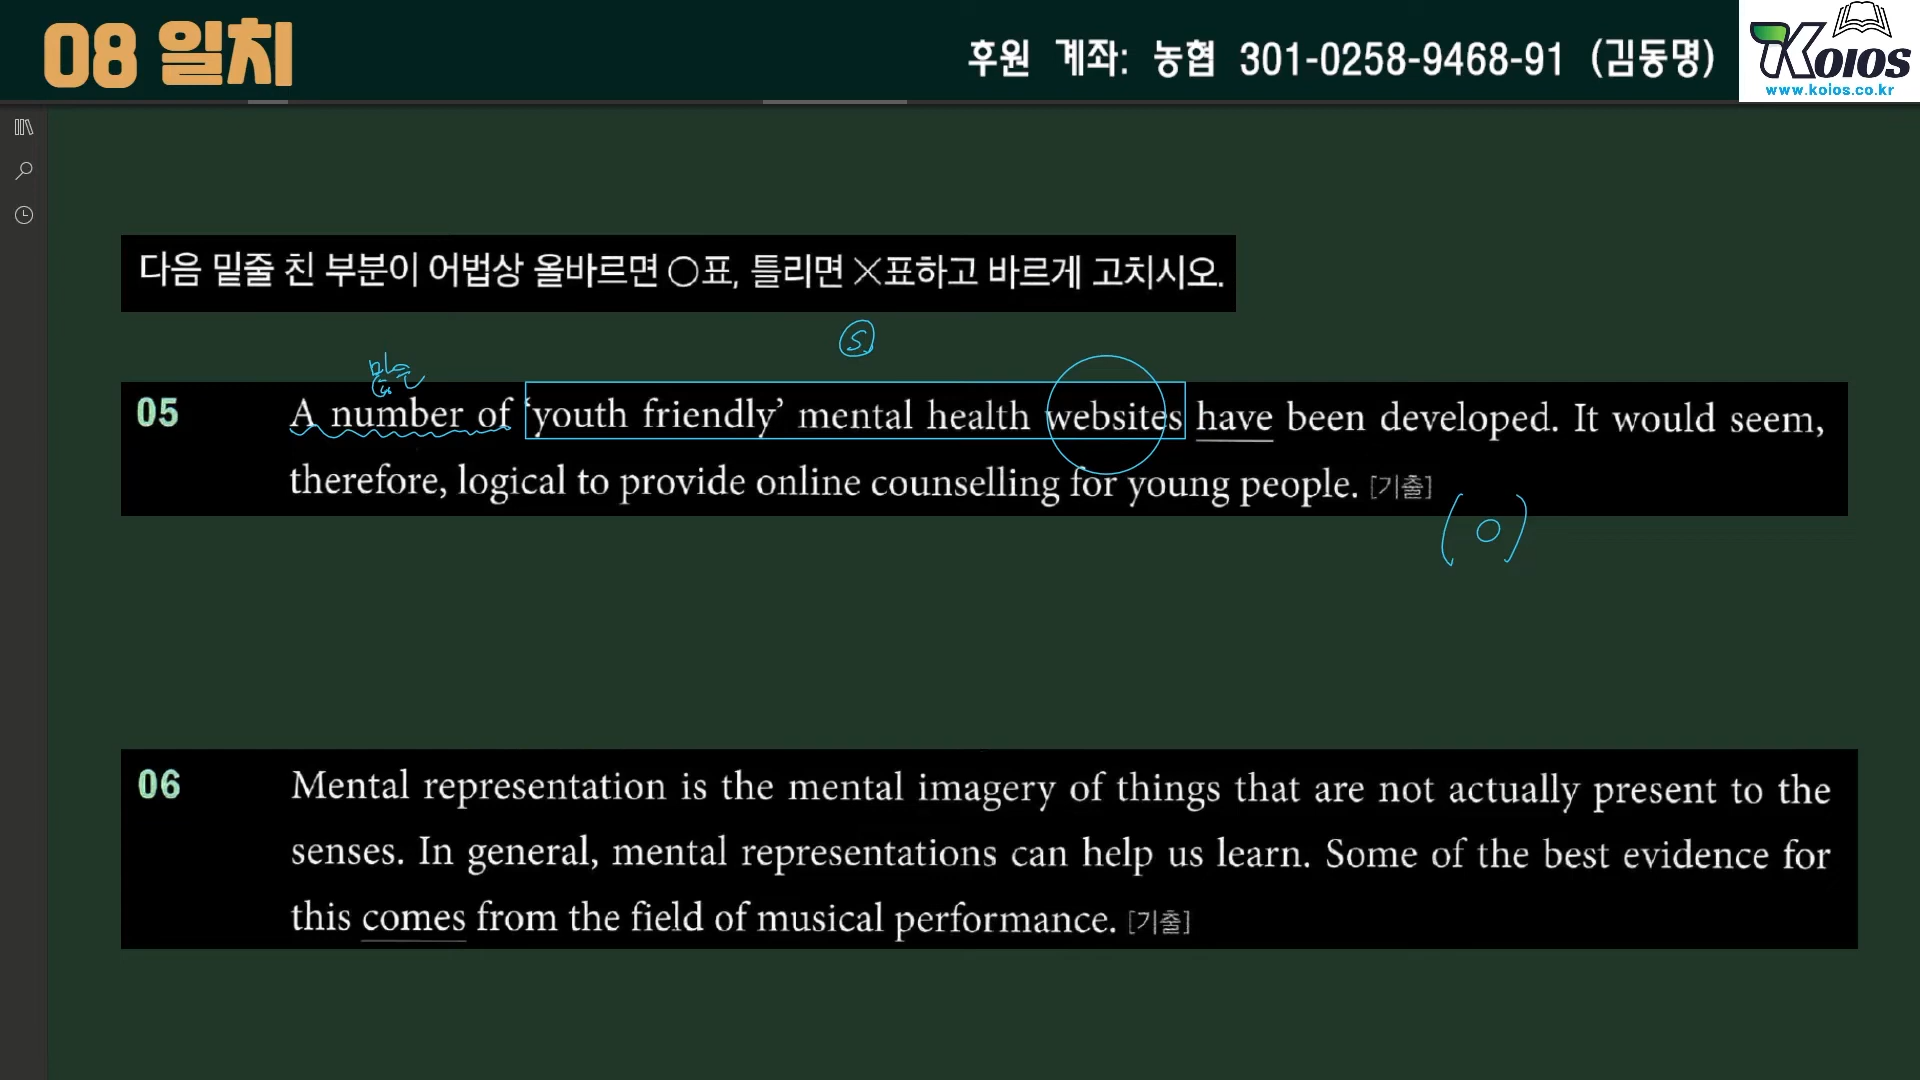 08 일치
후원 계좌: 농협 301-0258-9468-91 (김동명)
KOIOS
www.koios.co.kr
다음 밑줄 친 부분이 어법상 올바르면 ○표, 틀리면 ×표하고 바르게 고치시오.
S
05 A number of ‘youth friendly’ mental health websites have been developed. It would seem,
therefore, logical to provide online counselling for young people. [기출]
( O )
06 Mental representation is the mental imagery of things that are not actually present to the
senses. In general, mental representations can help us learn. Some of the best evidence for
this comes from the field of musical performance. [기출]